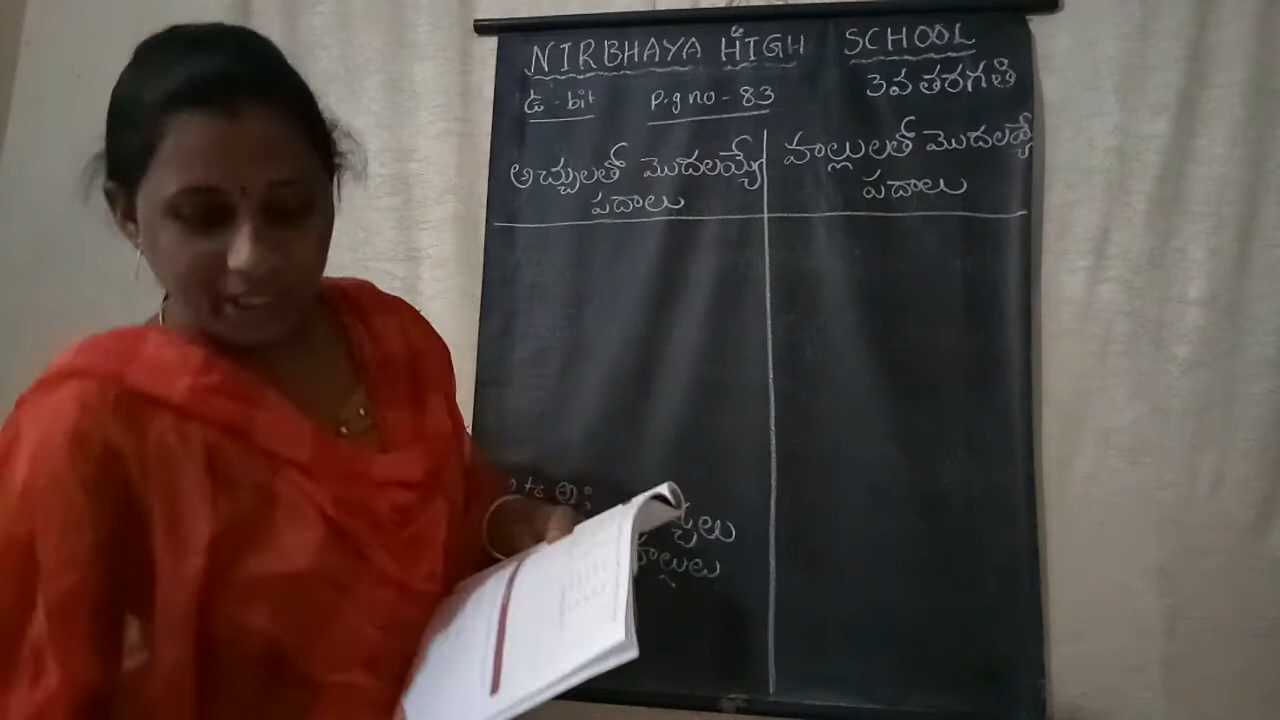 NIRBHAYA HIGH SCHOOL
3వ తరగతి
ఉ - bit P.g no - 83
అచ్చులతో మొదలయ్యే
పదాలు
హల్లులతో మొదలయ్యే
పదాలు